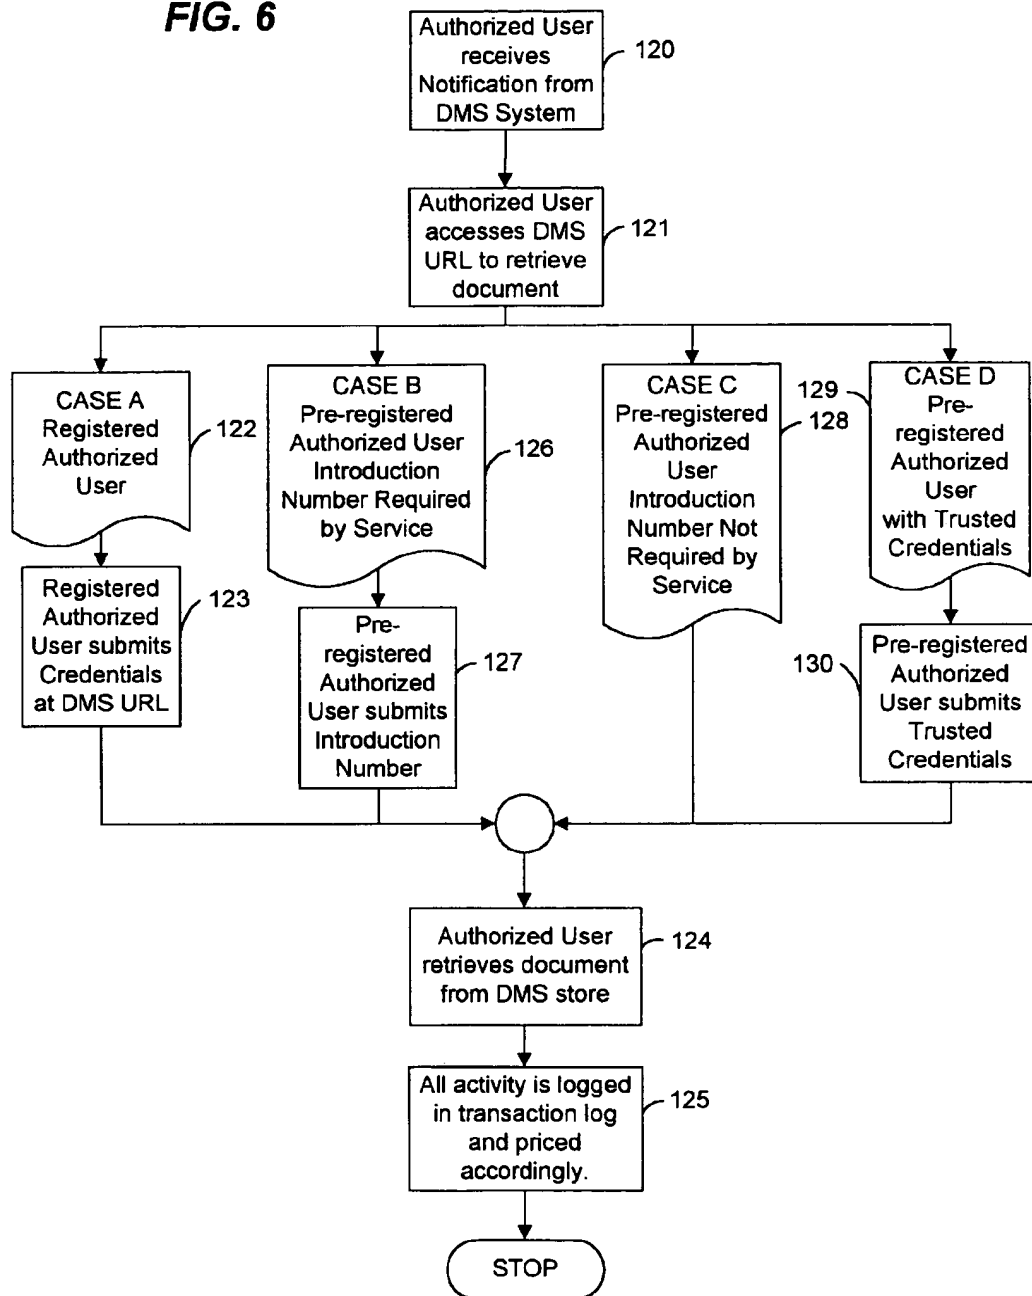 FIG. 6
Authorized User
receives
Notification from
DMS System
120
Authorized User
accesses DMS
URL to retrieve
document
121
CASE A
Registered
Authorized
User
122
CASE B
Pre-registered
Authorized User
Introduction
Number Required
by Service
126
CASE C
Pre-registered
Authorized
User
Introduction
Number Not
Required by
Service
128
129
CASE D
Pre-
registered
Authorized
User
with Trusted
Credentials
Registered
Authorized
User submits
Credentials
at DMS URL
123
Pre-
registered
Authorized
User submits
Introduction
Number
127
130
Pre-registered
Authorized
User submits
Trusted
Credentials
Authorized User
retrieves document
from DMS store
124
All activity is logged
in transaction log
and priced
accordingly.
125
STOP